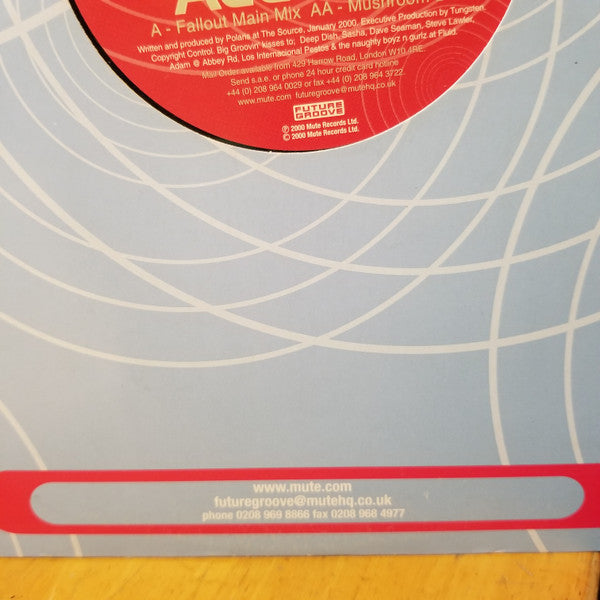 A - Fallout Main Mix AA - Mushroom
Written and produced by Polaris at The Source, January 2000. Executive Production by Tungsten.
Copyright Control. Big Groovin' kisses to: Deep Dish, Sasha, Dave Seaman, Steve Lawler,
Adam @ Abbey Rd, Los Internacional Pesetos & the naughty boyz n gurlz at Fluid.
Mail Order available from 429 Harrow Road, London W10 4RE.
Send s.a.e. or phone 24 hour credit card hotline
+44 (0) 208 964 0029 or fax +44 (0) 208 964 3722.
www.mute.com futuregroove@mutehq.co.uk
FUTURE
GROOVE
℗ 2000 Mute Records Ltd.
© 2000 Mute Records Ltd.
www.mute.com
futuregroove@mutehq.co.uk
phone 0208 969 8866 fax 0208 968 4977